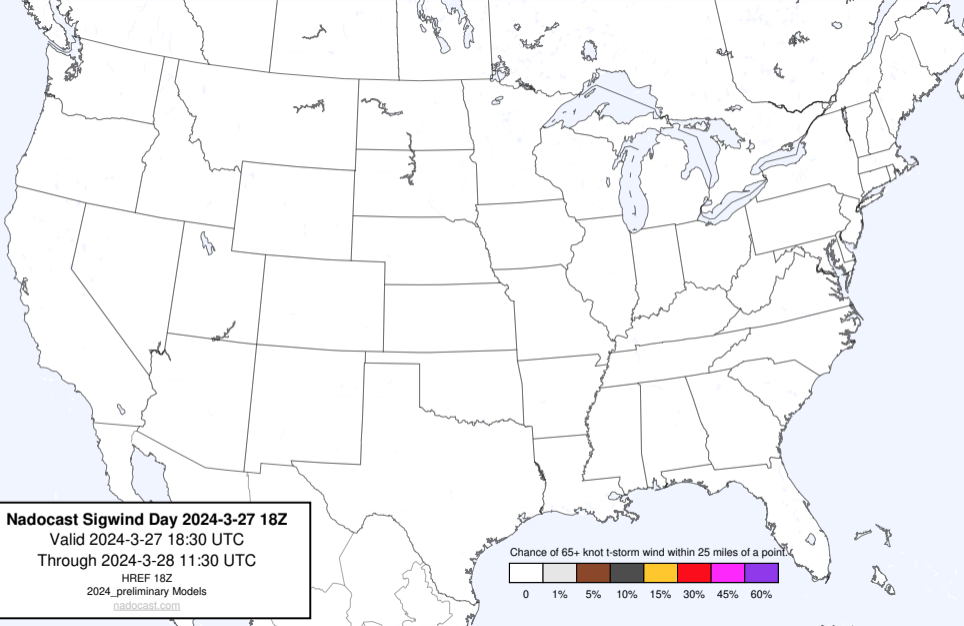 Nadocast Sigwind Day 2024-3-27 18Z
Valid 2024-3-27 18:30 UTC
Through 2024-3-28 11:30 UTC
HREF 18Z
2024_preliminary Models
nadocast.com
Chance of 65+ knot t-storm wind within 25 miles of a point.
0 1% 5% 10% 15% 30% 45% 60%